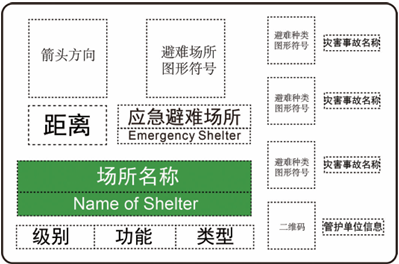 箭头方向
避难场所
图形符号
距离
应急避难场所
Emergency Shelter
场所名称
Name of Shelter
级别
功能
类型
避难种类
图形符号
灾害事故名称
避难种类
图形符号
灾害事故名称
避难种类
图形符号
灾害事故名称
二维码
管护单位信息